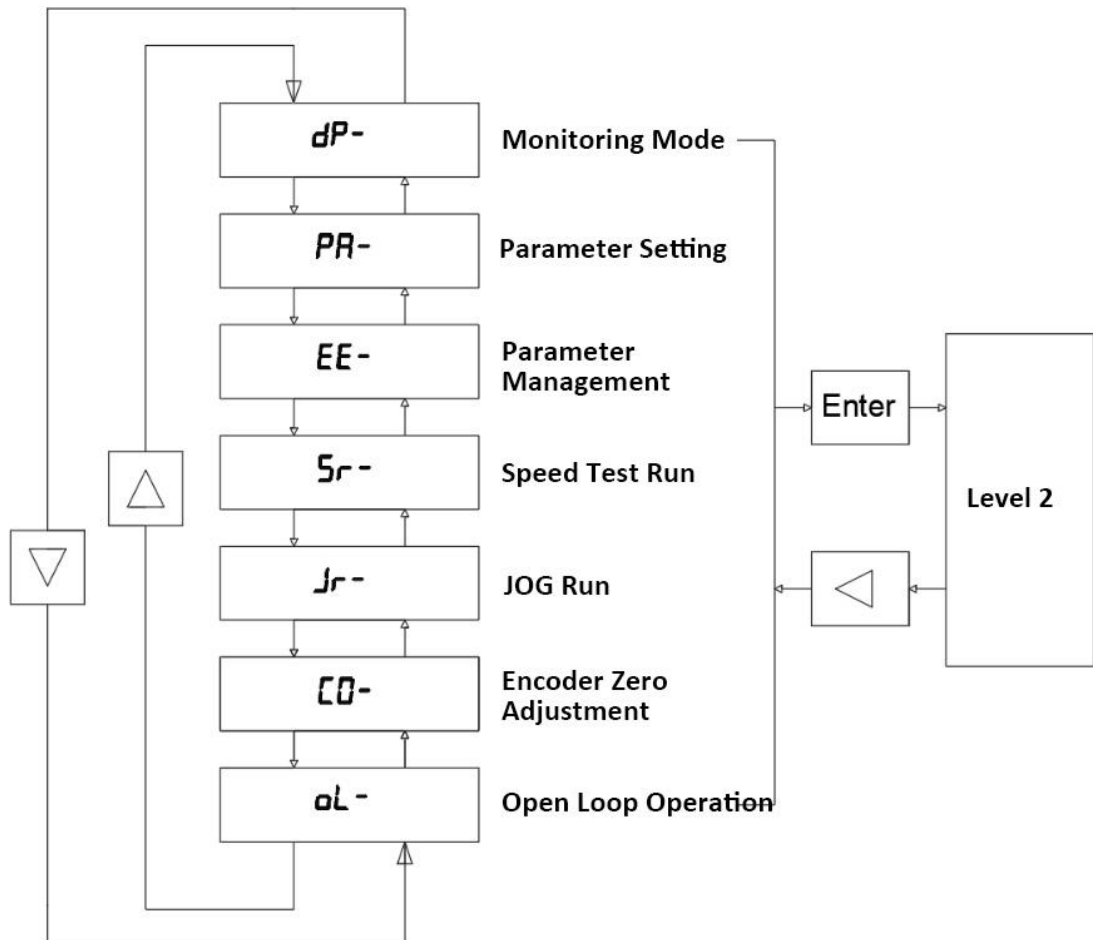 dP-
Monitoring Mode
PA-
Parameter Setting
EE-
Parameter
Management
Sr-
Speed Test Run
Jr-
JOG Run
CO-
Encoder Zero
Adjustment
oL-
Open Loop Operation
Enter
Level 2